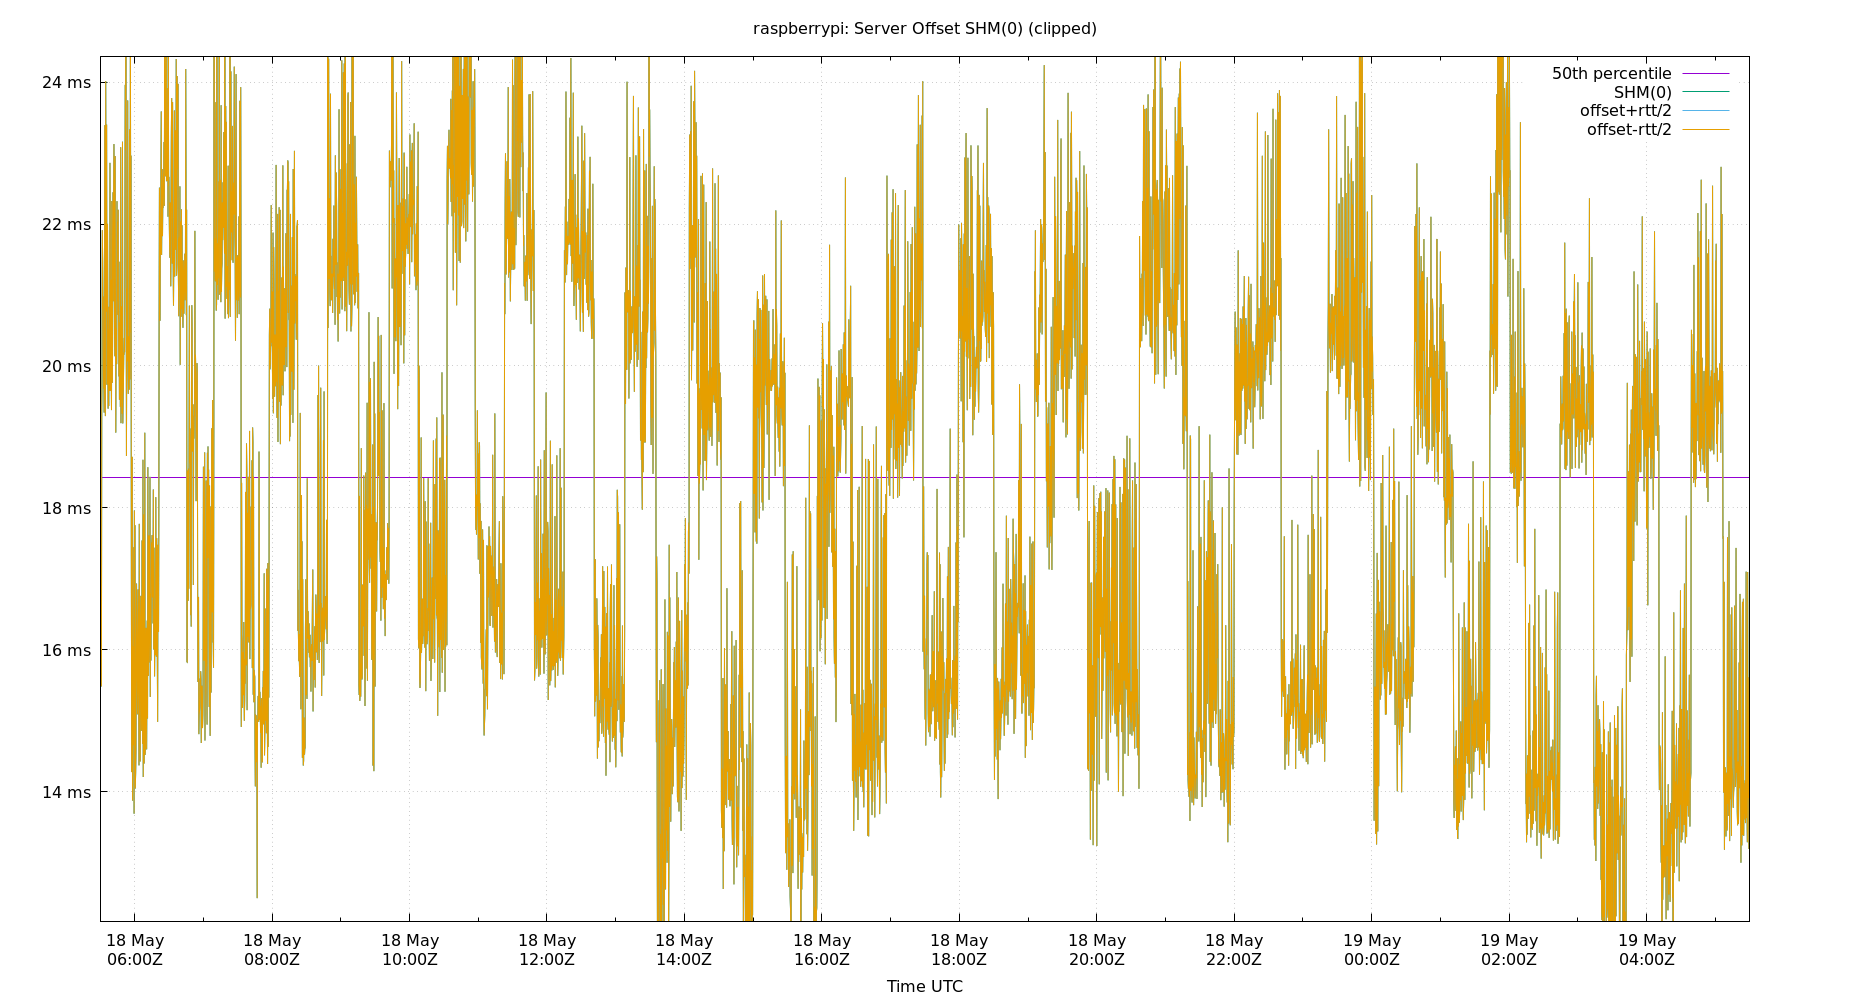 raspberrypi: Server Offset SHM(0) (clipped)
50th percentile
SHM(0)
offset+rtt/2
offset-rtt/2
24 ms
22 ms
20 ms
18 ms
16 ms
14 ms
18 May 18 May 18 May 18 May 18 May 18 May 18 May 18 May 18 May 19 May 19 May 19 May
06:00Z 08:00Z 10:00Z 12:00Z 14:00Z 16:00Z 18:00Z 20:00Z 22:00Z 00:00Z 02:00Z 04:00Z
Time UTC